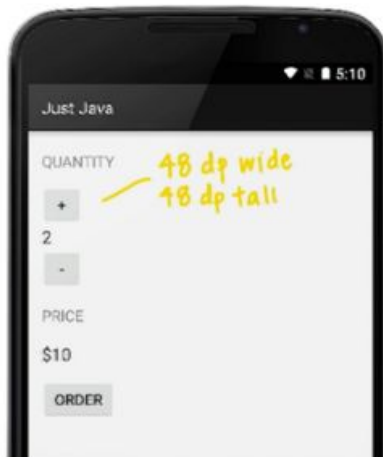 5:10
Just Java
QUANTITY
48 dp wide
48 dp tall
+
2
-
PRICE
$10
ORDER